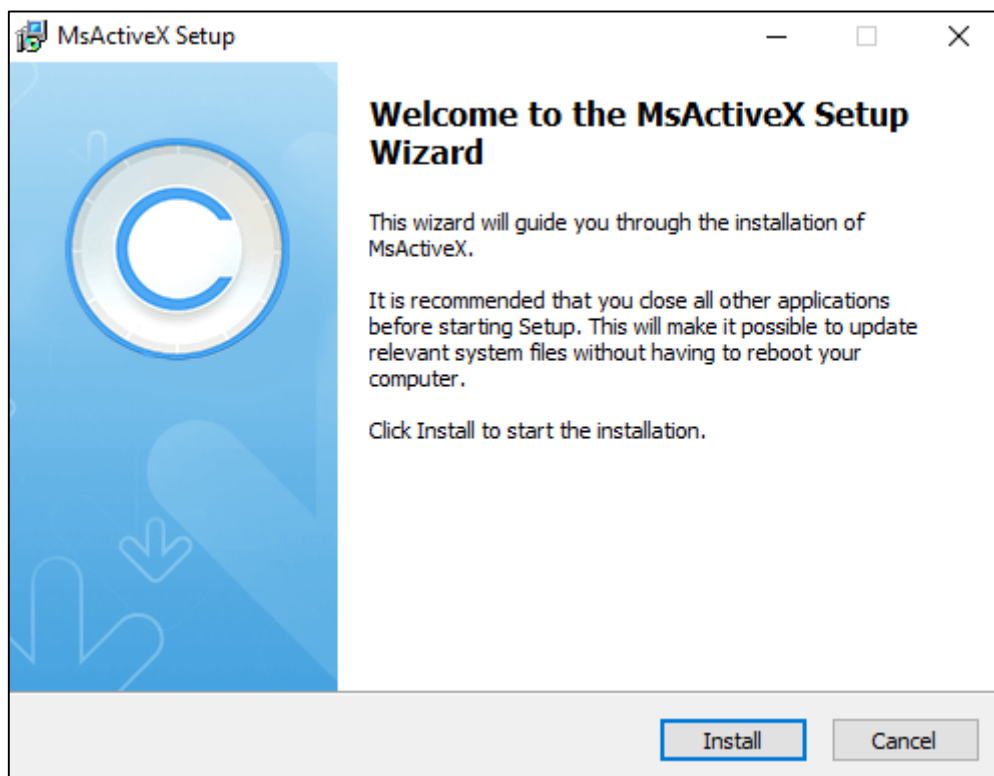 MsActiveX Setup
Welcome to the MsActiveX Setup
Wizard
This wizard will guide you through the installation of
MsActiveX.
It is recommended that you close all other applications
before starting Setup. This will make it possible to update
relevant system files without having to reboot your
computer.
Click Install to start the installation.
Install
Cancel